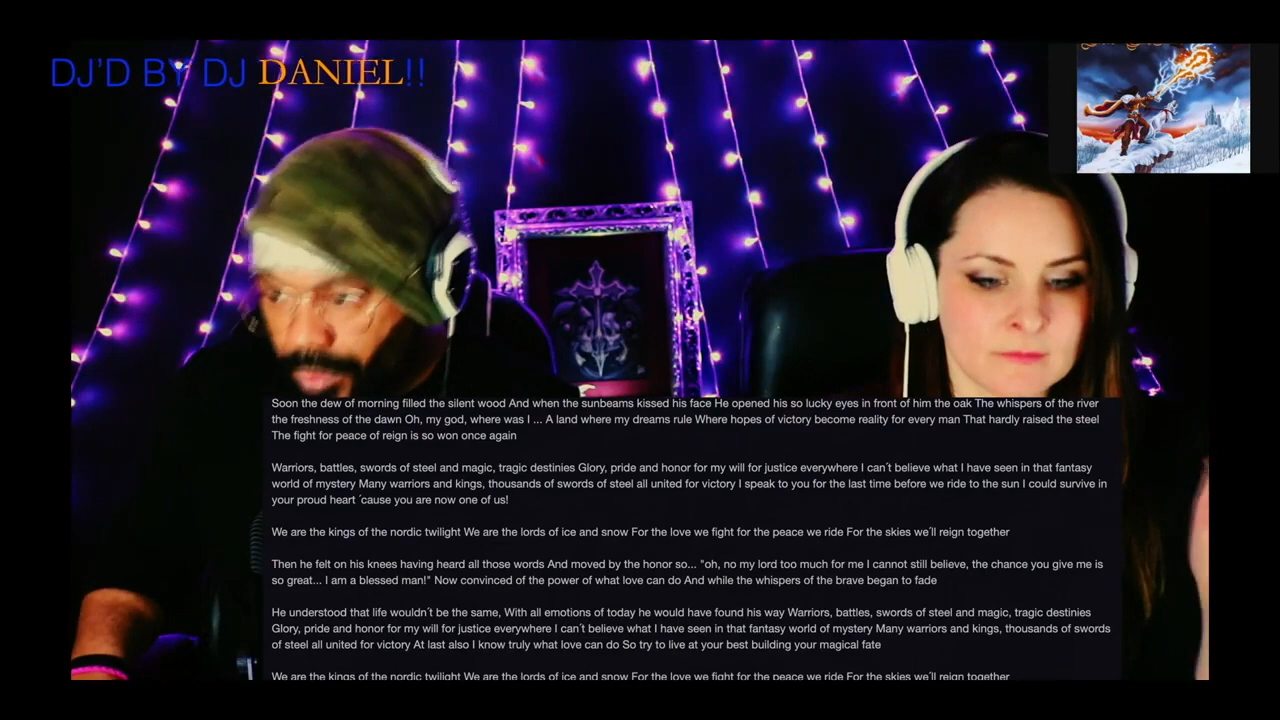 DJ'D BY DJ DANIEL!!
Soon the dew of morning filled the silent wood And when the sunbeams kissed his face He opened his so lucky eyes in front of him the oak The whispers of the river
the freshness of the dawn Oh, my god, where was I ... A land where my dreams rule Where hopes of victory become reality for every man That hardly raised the steel
The fight for peace of reign is so won once again
Warriors, battles, swords of steel and magic, tragic destinies Glory, pride and honor for my will for justice everywhere I can´t believe what I have seen in that fantasy
world of mystery Many warriors and kings, thousands of swords of steel all united for victory I speak to you for the last time before we ride to the sun I could survive in
your proud heart ´cause you are now one of us!
We are the kings of the nordic twilight We are the lords of ice and snow For the love we fight for the peace we ride For the skies we´ll reign together
Then he felt on his knees having heard all those words And moved by the honor so... "oh, no my lord too much for me I cannot still believe, the chance you give me is
so great... I am a blessed man!" Now convinced of the power of what love can do And while the whispers of the brave began to fade
He understood that life wouldn´t be the same, With all emotions of today he would have found his way Warriors, battles, swords of steel and magic, tragic destinies
Glory, pride and honor for my will for justice everywhere I can´t believe what I have seen in that fantasy world of mystery Many warriors and kings, thousands of swords
of steel all united for victory At last also I know truly what love can do So try to live at your best building your magical fate
We are the kings of the nordic twilight We are the lords of ice and snow For the love we fight for the peace we ride For the skies we´ll reign together